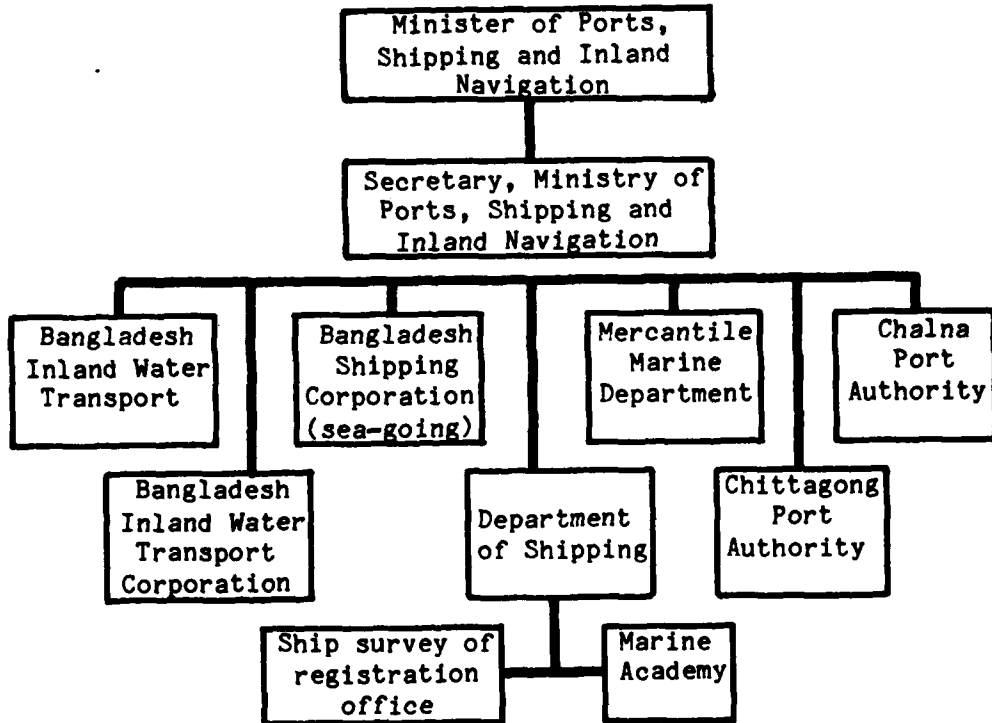 Minister of Ports,
Shipping and Inland
Navigation
Secretary, Ministry of
Ports, Shipping and
Inland Navigation
Bangladesh
Inland Water
Transport
Bangladesh
Shipping
Corporation
(sea-going)
Mercantile
Marine
Department
Chalna
Port
Authority
Bangladesh
Inland Water
Transport
Corporation
Department
of Shipping
Chittagong
Port
Authority
Ship survey of
registration
office
Marine
Academy